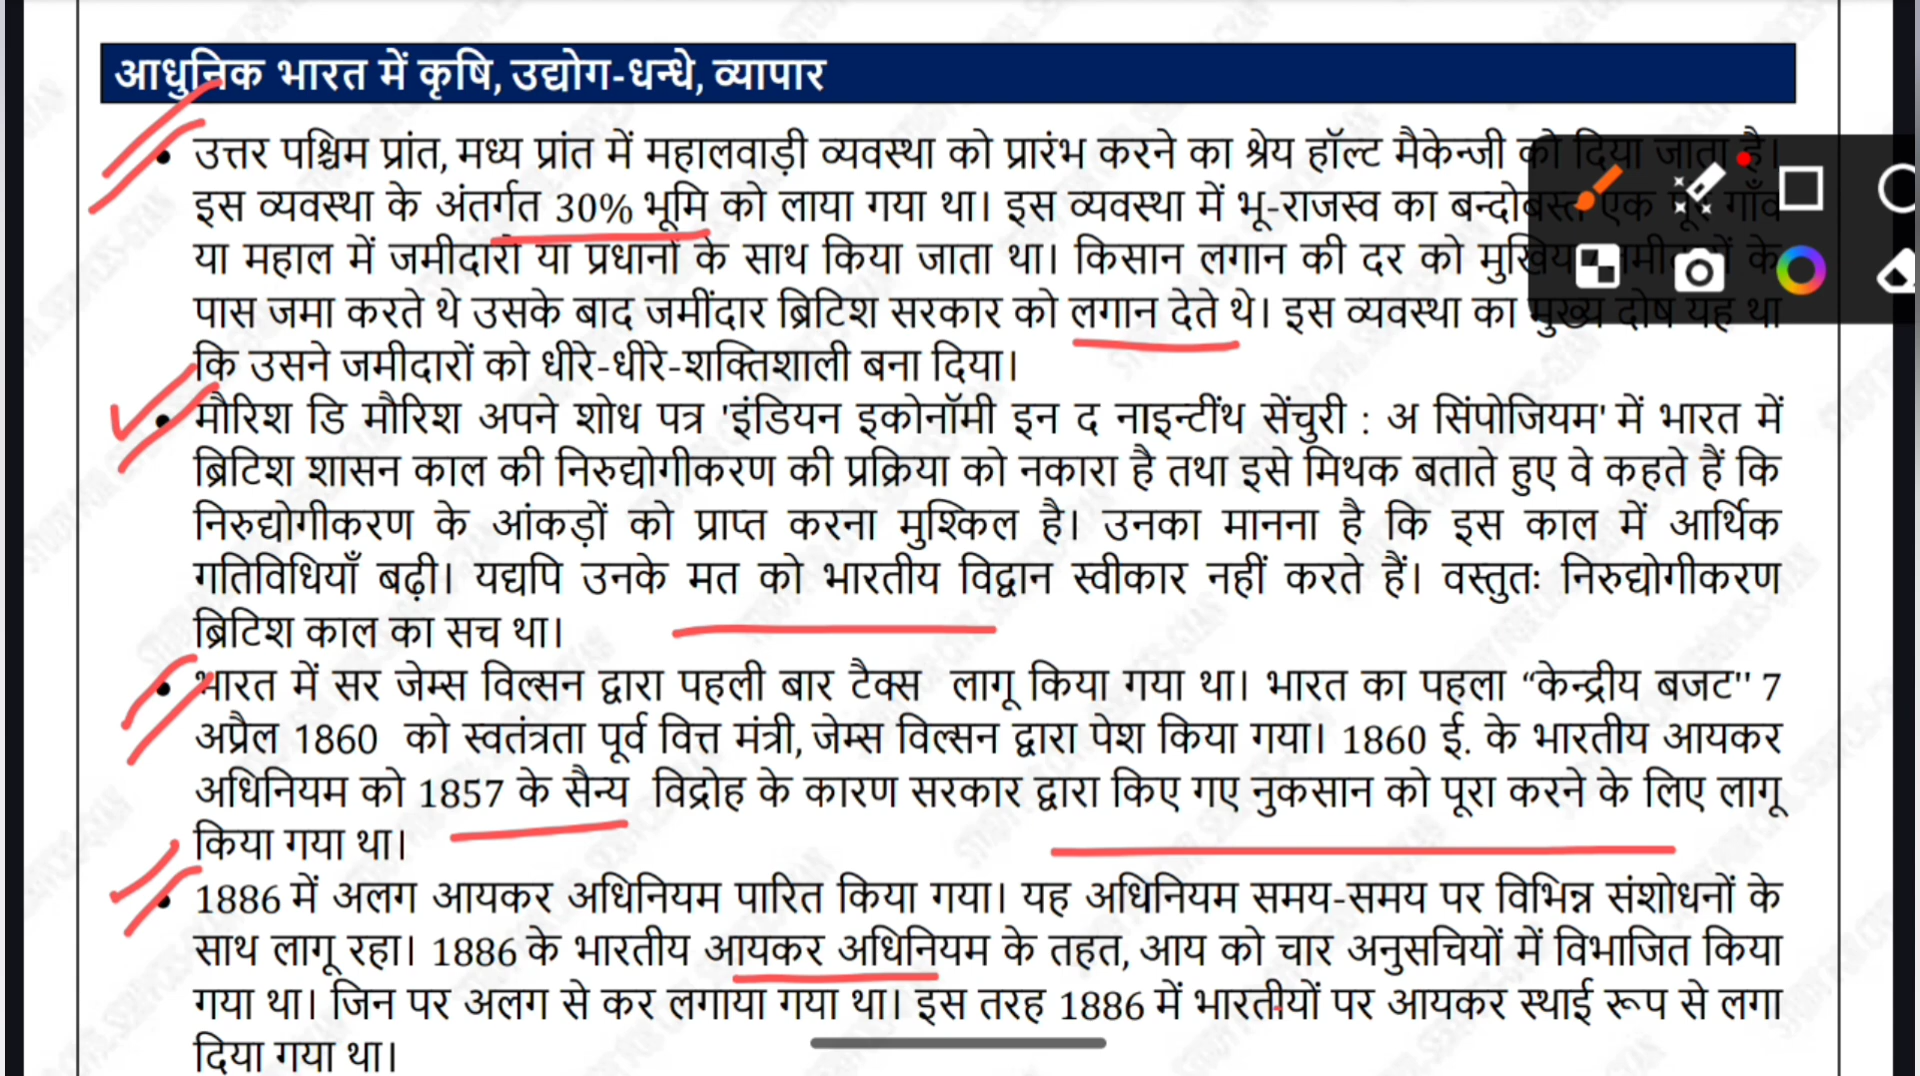 आधुनिक भारत में कृषि, उद्योग-धन्धे, व्यापार
• उत्तर पश्चिम प्रांत, मध्य प्रांत में महालवाड़ी व्यवस्था को प्रारंभ करने का श्रेय हॉल्ट मैकेन्जी को दिया जाता है।
इस व्यवस्था के अंतर्गत 30% भूमि को लाया गया था। इस व्यवस्था में भू-राजस्व का बन्दोबस्त एक पूरे गाँव
या महाल में जमीदारों या प्रधानों के साथ किया जाता था। किसान लगान की दर को मुखिया के
पास जमा करते थे उसके बाद जमींदार ब्रिटिश सरकार को लगान देते थे। इस व्यवस्था का मुख्य दोष यह था
कि उसने जमीदारों को धीरे-धीरे-शक्तिशाली बना दिया।
• मौरिश डि मौरिश अपने शोध पत्र 'इंडियन इकोनॉमी इन द नाइन्टींथ सेंचुरी : अ सिंपोजियम' में भारत में
ब्रिटिश शासन काल की निरुद्योगीकरण की प्रक्रिया को नकारा है तथा इसे मिथक बताते हुए वे कहते हैं कि
निरुद्योगीकरण के आंकड़ों को प्राप्त करना मुश्किल है। उनका मानना है कि इस काल में आर्थिक
गतिविधियाँ बढ़ी। यद्यपि उनके मत को भारतीय विद्वान स्वीकार नहीं करते हैं। वस्तुतः निरुद्योगीकरण
ब्रिटिश काल का सच था।
• भारत में सर जेम्स विल्सन द्वारा पहली बार टैक्स लागू किया गया था। भारत का पहला “केन्द्रीय बजट'' 7
अप्रैल 1860 को स्वतंत्रता पूर्व वित्त मंत्री, जेम्स विल्सन द्वारा पेश किया गया। 1860 ई. के भारतीय आयकर
अधिनियम को 1857 के सैन्य विद्रोह के कारण सरकार द्वारा किए गए नुकसान को पूरा करने के लिए लागू
किया गया था।
• 1886 में अलग आयकर अधिनियम पारित किया गया। यह अधिनियम समय-समय पर विभिन्न संशोधनों के
साथ लागू रहा। 1886 के भारतीय आयकर अधिनियम के तहत, आय को चार अनुसचियों में विभाजित किया
गया था। जिन पर अलग से कर लगाया गया था। इस तरह 1886 में भारतीयों पर आयकर स्थाई रूप से लगा
दिया गया था।